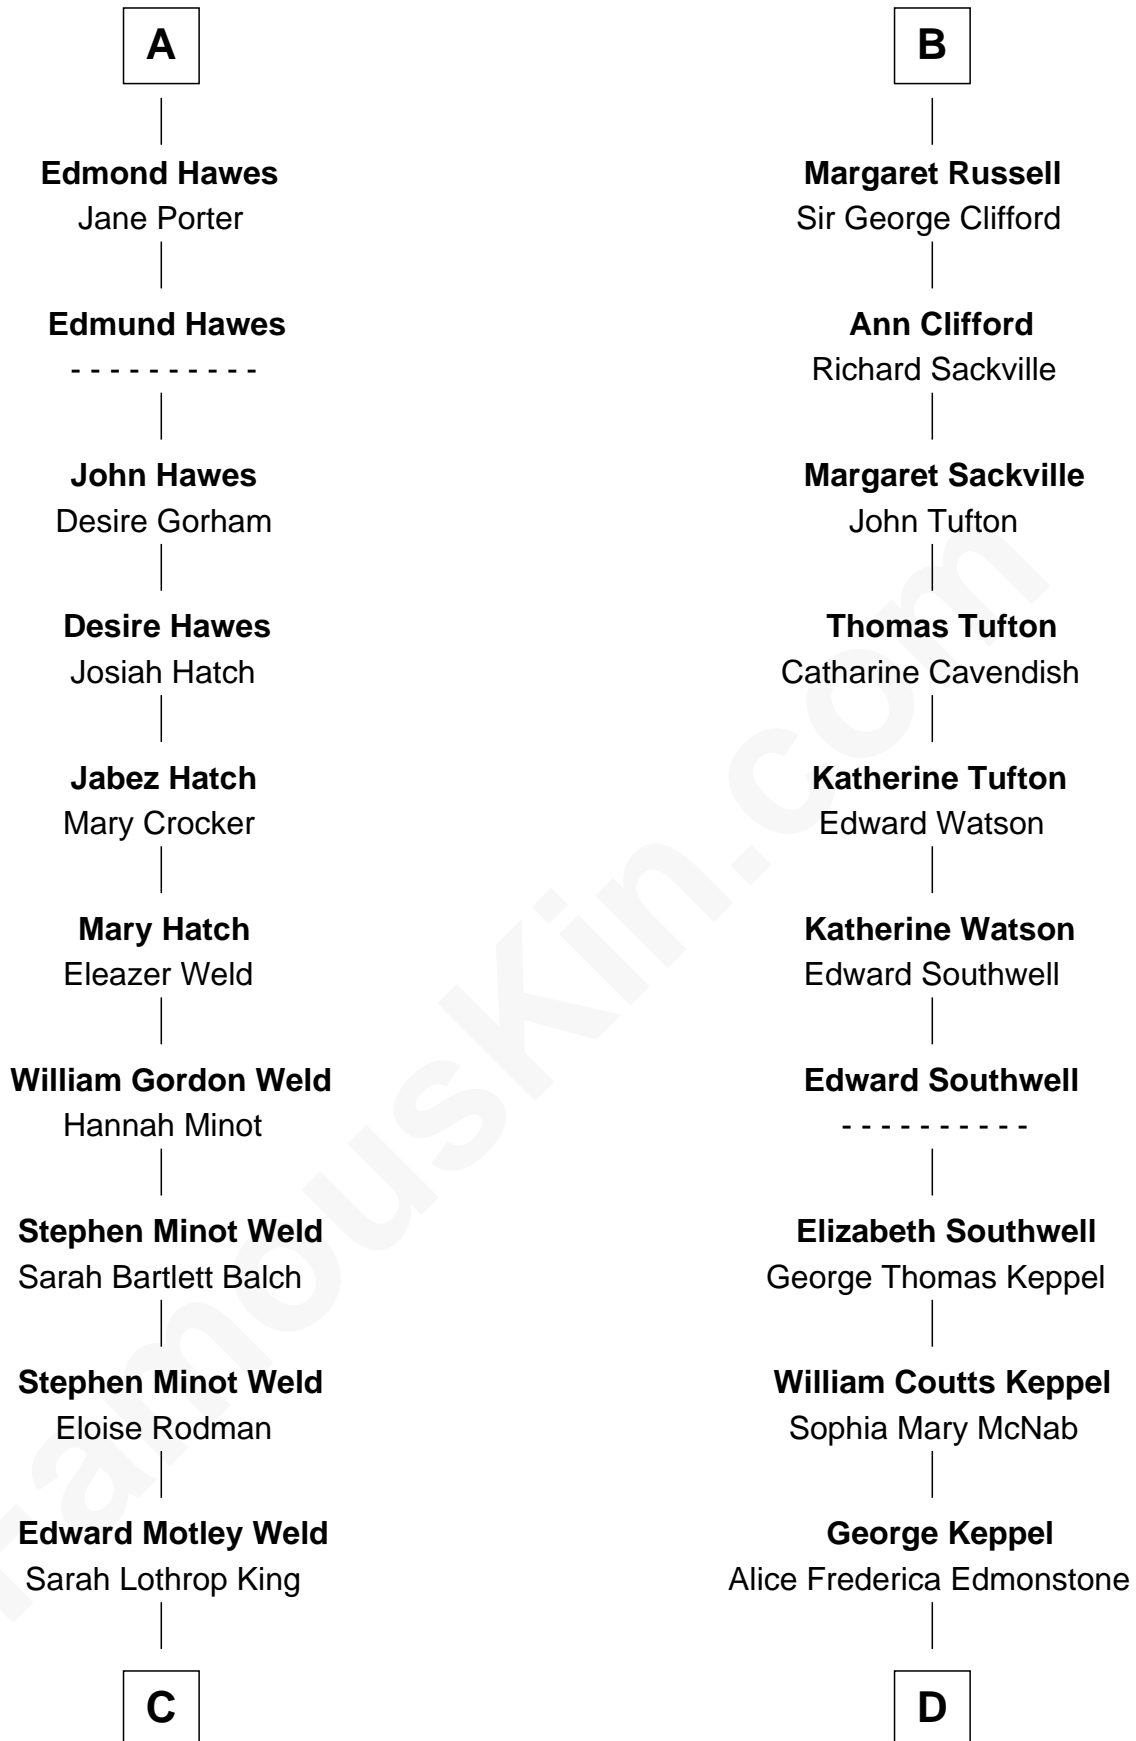 A
Edmond Hawes
Jane Porter
Edmund Hawes
- - - - - - - - - -
John Hawes
Desire Gorham
Desire Hawes
Josiah Hatch
Jabez Hatch
Mary Crocker
Mary Hatch
Eleazer Weld
William Gordon Weld
Hannah Minot
Stephen Minot Weld
Sarah Bartlett Balch
Stephen Minot Weld
Eloise Rodman
Edward Motley Weld
Sarah Lothrop King
C
B
Margaret Russell
Sir George Clifford
Ann Clifford
Richard Sackville
Margaret Sackville
John Tufton
Thomas Tufton
Catharine Cavendish
Katherine Tufton
Edward Watson
Katherine Watson
Edward Southwell
Edward Southwell
- - - - - - - - - -
Elizabeth Southwell
George Thomas Keppel
William Coutts Keppel
Sophia Mary McNab
George Keppel
Alice Frederica Edmonstone
D
FamousKin.com